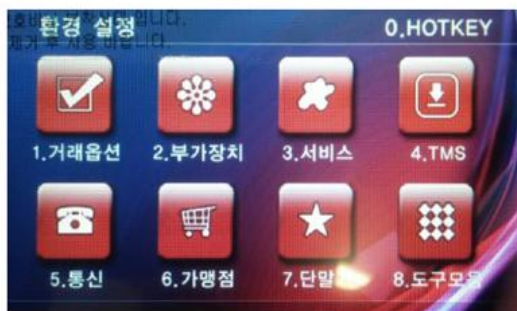 환경 설정
0.HOTKEY
1.거래옵션
2.부가장치
3.서비스
4.TMS
5.통신
6.가맹점
7.단말
8.도구모음